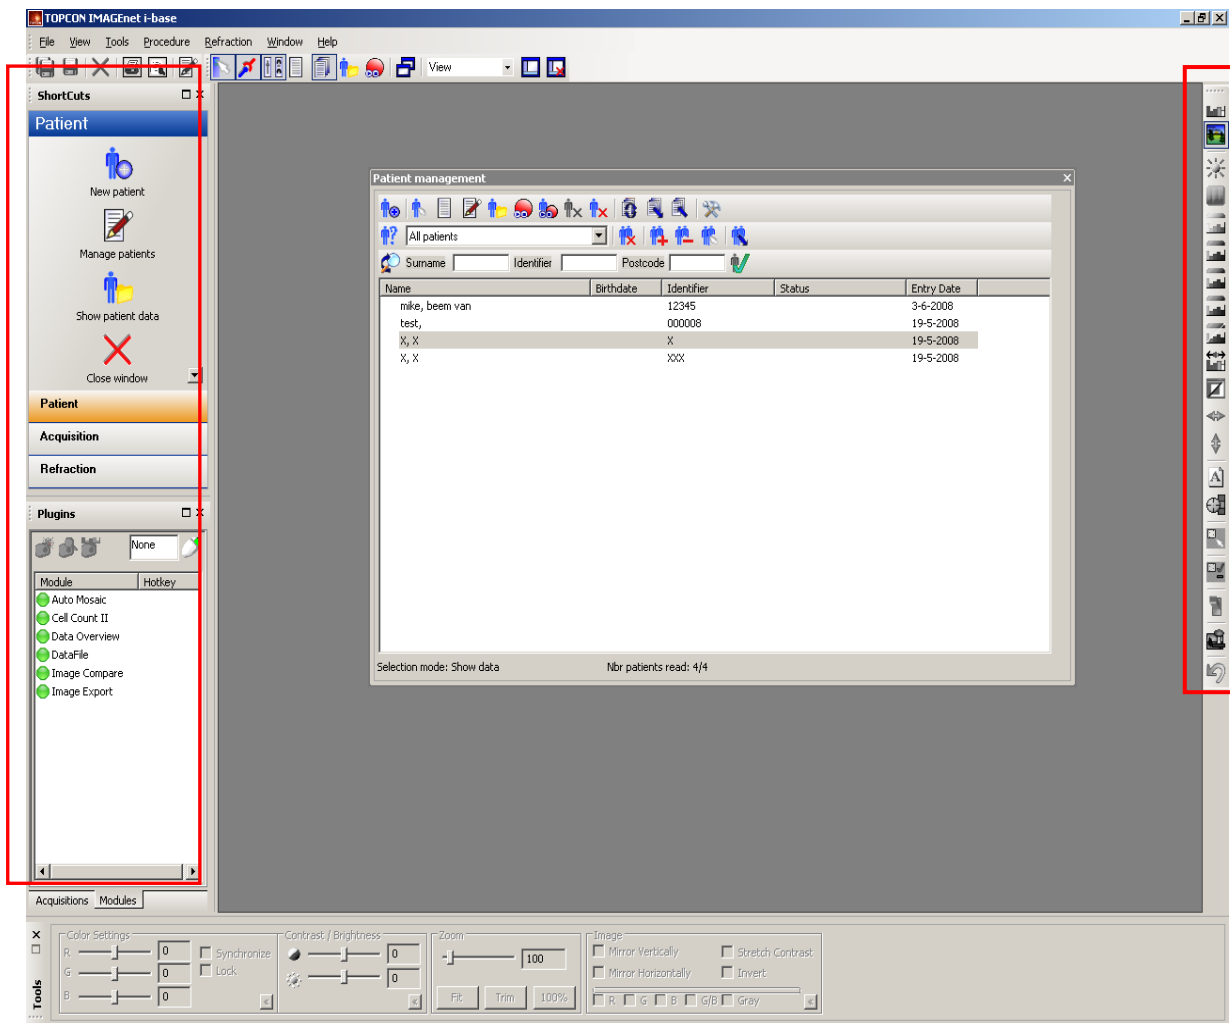 TOPCON IMAGEnet i-base
File View Tools Procedure Refraction Window Help
View
ShortCuts
Patient
New patient
Manage patients
Show patient data
Close window
Patient
Acquisition
Refraction
Plugins
None
Module Hotkey
Auto Mosaic
Cell Count II
Data Overview
DataFile
Image Compare
Image Export
Acquisitions Modules
Patient management
All patients
Surname Identifier Postcode
Name Birthdate Identifier Status Entry Date
mike, beem van 12345 3-6-2008
test, 000008 19-5-2008
X, X X 19-5-2008
X, X XXX 19-5-2008
Selection mode: Show data Nbr patients read: 4/4
A
Tools
Color Settings
R 0 Synchronize
G 0 Lock
B 0
Contrast / Brightness
0
0
Zoom
100
Fit Trim 100%
Image
Mirror Vertically Stretch Contrast
Mirror Horizontally Invert
R G B G/B Gray